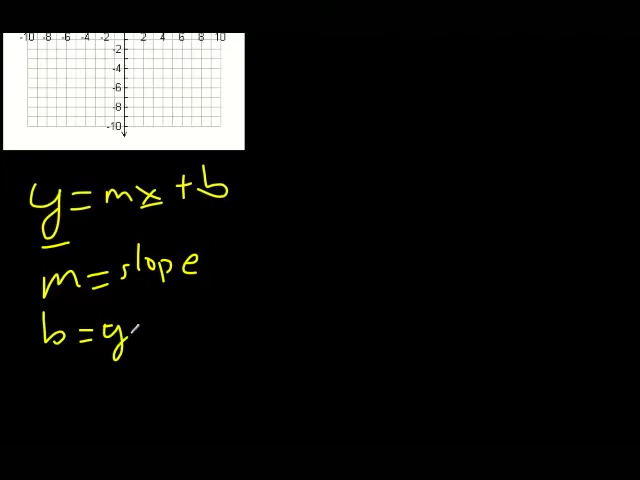 -10 -8 -6 -4 -2 2 4 6 8 10
-2
-4
-6
-8
-10
y = mx + b
m = slope
b = y